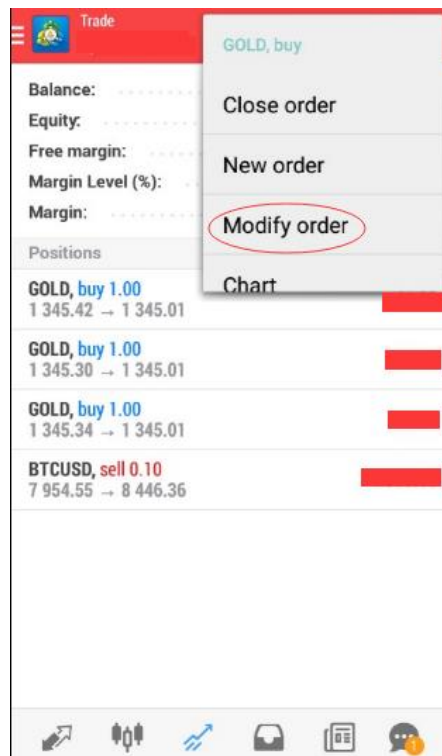 Trade
GOLD, buy
Close order
New order
Modify order
Chart
Balance:
Equity:
Free margin:
Margin Level (%):
Margin:
Positions
GOLD, buy 1.00
1 345.42 → 1 345.01
GOLD, buy 1.00
1 345.30 → 1 345.01
GOLD, buy 1.00
1 345.34 → 1 345.01
BTCUSD, sell 0.10
7 954.55 → 8 446.36
1